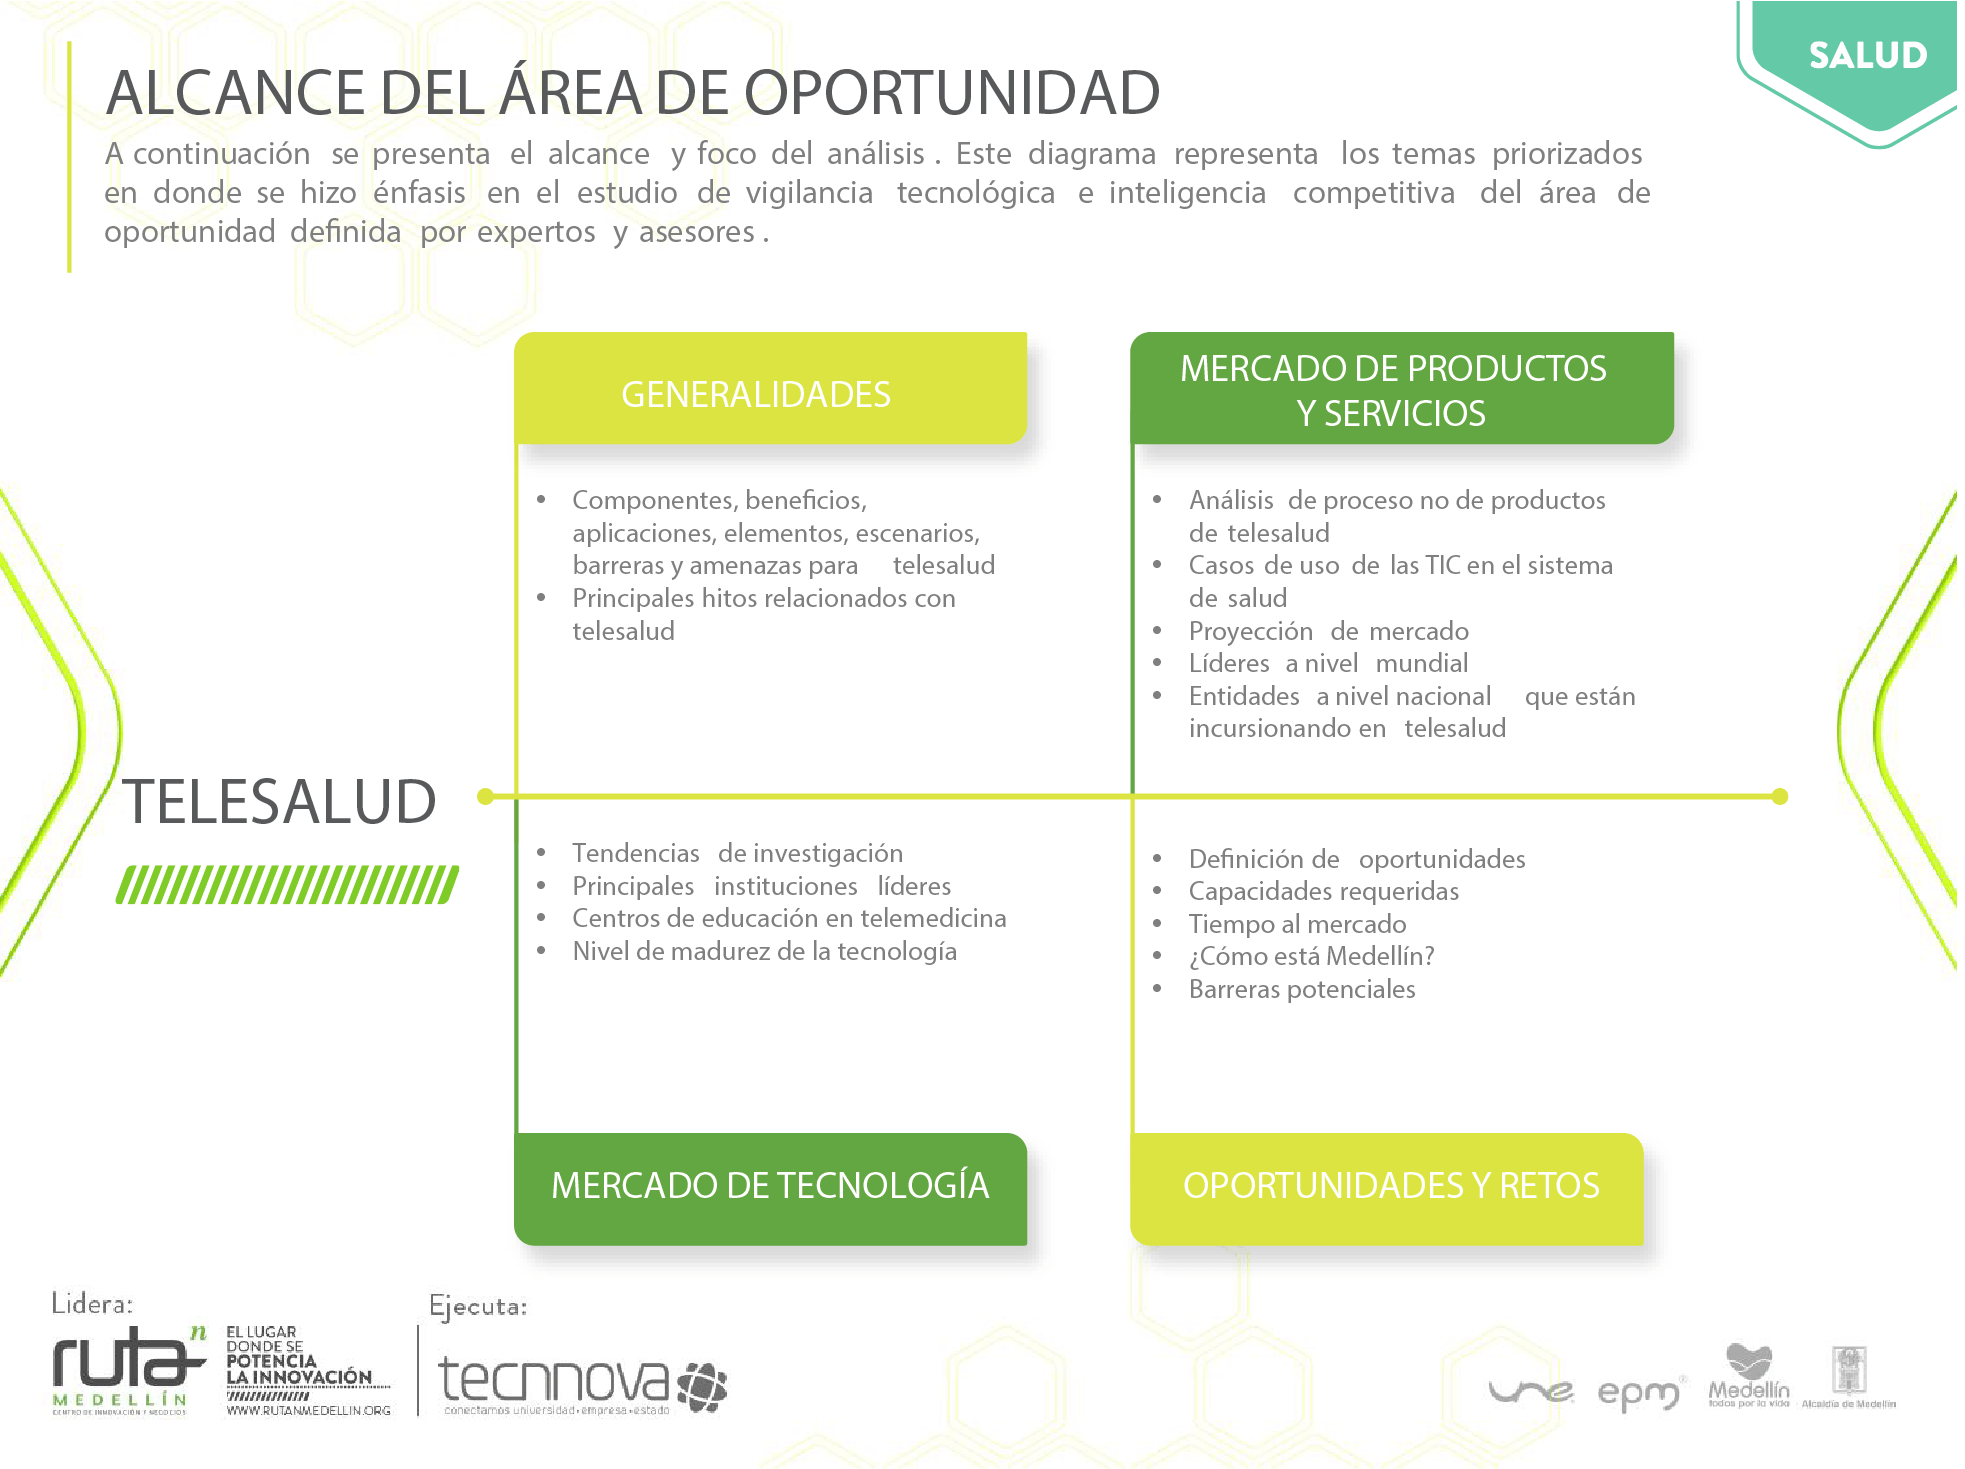 SALUD
ALCANCE DEL ÁREA DE OPORTUNIDAD
A continuación se presenta el alcance y foco del análisis . Este diagrama representa los temas priorizados
en donde se hizo énfasis en el estudio de vigilancia tecnológica e inteligencia competitiva del área de
oportunidad definida por expertos y asesores .
GENERALIDADES
• Componentes, beneficios,
aplicaciones, elementos, escenarios,
barreras y amenazas para telesalud
• Principales hitos relacionados con
telesalud
MERCADO DE PRODUCTOS
Y SERVICIOS
• Análisis de proceso no de productos
de telesalud
• Casos de uso de las TIC en el sistema
de salud
• Proyección de mercado
• Líderes a nivel mundial
• Entidades a nivel nacional que están
incursionando en telesalud
TELESALUD
• Tendencias de investigación
• Principales instituciones líderes
• Centros de educación en telemedicina
• Nivel de madurez de la tecnología
MERCADO DE TECNOLOGÍA
• Definición de oportunidades
• Capacidades requeridas
• Tiempo al mercado
• ¿Cómo está Medellín?
• Barreras potenciales
OPORTUNIDADES Y RETOS
Lidera:
ruta n
MEDELLÍN
CENTRO DE INNOVACIÓN Y NEGOCIOS
EL LUGAR
DONDE SE
POTENCIA
LA INNOVACIÓN
WWW.RUTANMEDELLIN.ORG
Ejecuta:
tecnnova
conectamos universidad • empresa • estado
une
epm®
Medellín
todos por la vida
Alcaldía de Medellín